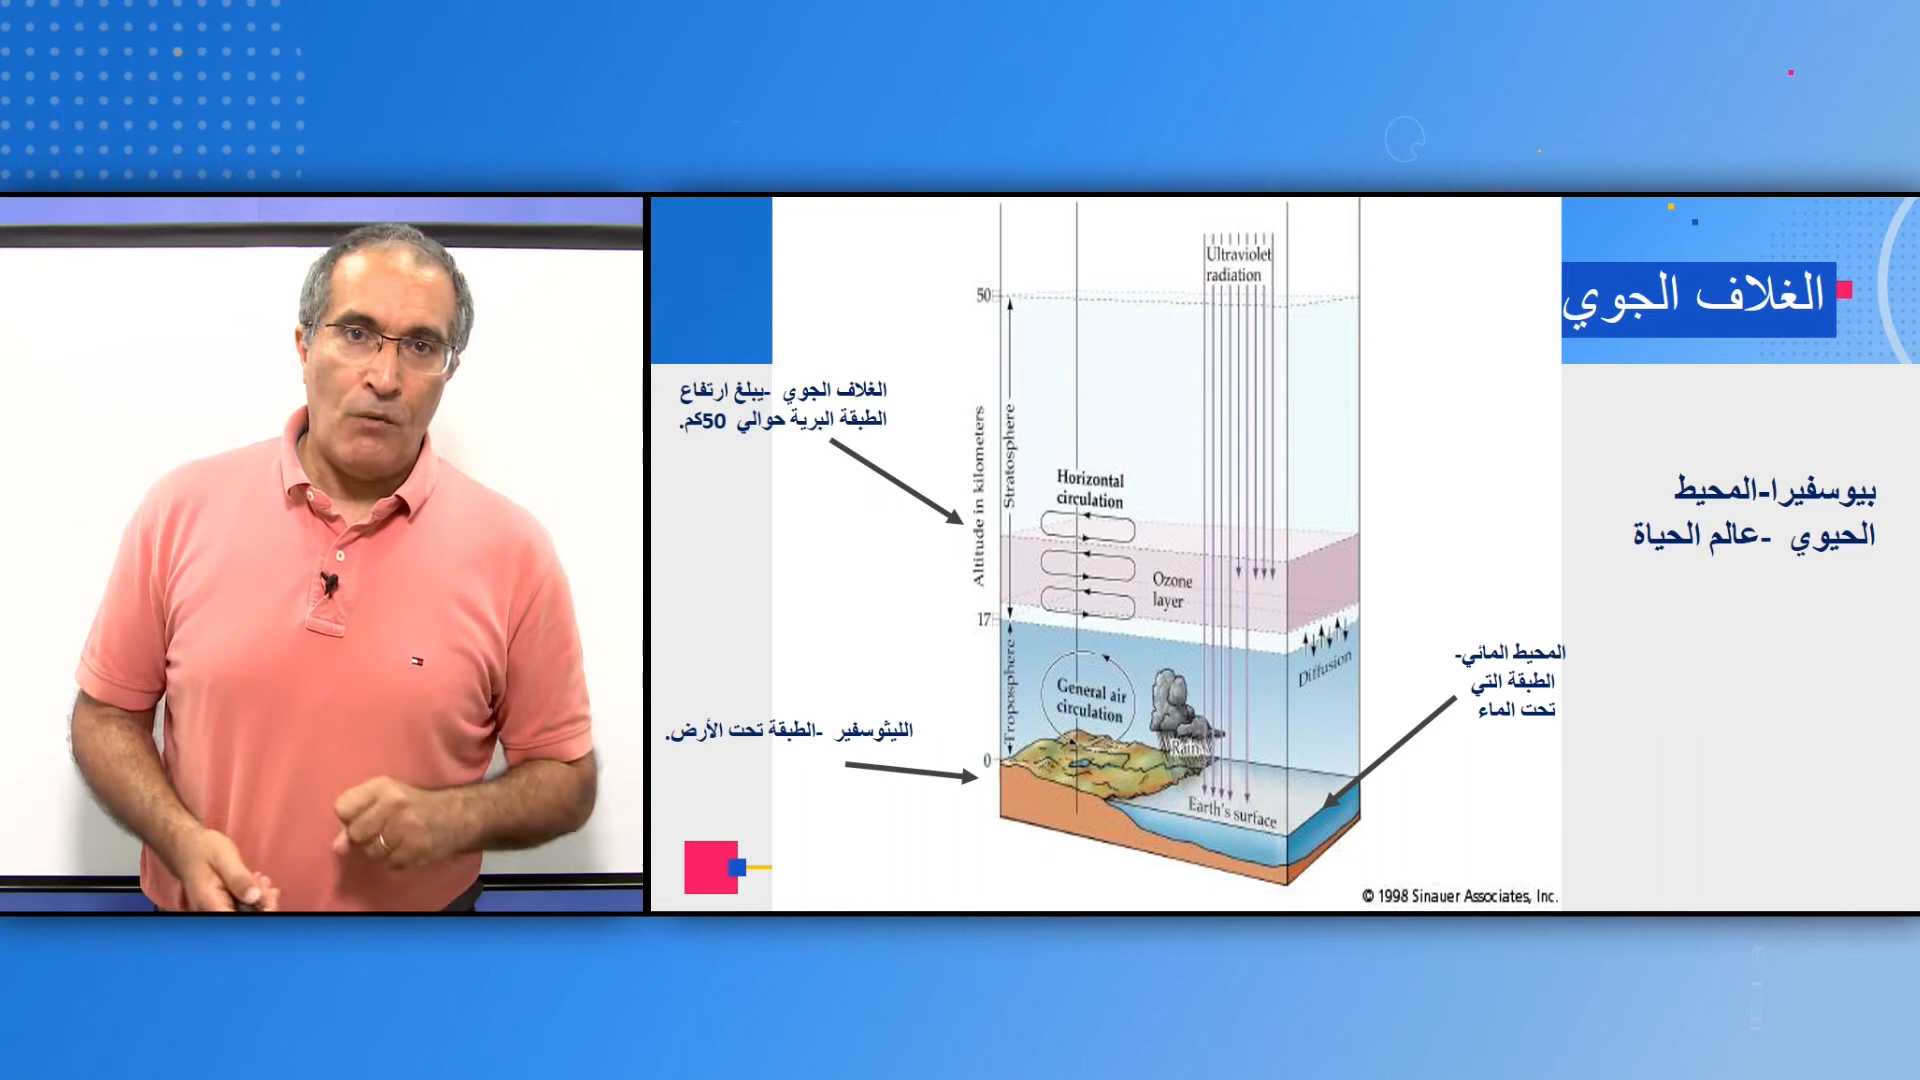 الغلاف الجوي
بيوسفيرا-المحيط
الحيوي -عالم الحياة
الغلاف الجوي -يبلغ ارتفاع
الطبقة البرية حوالي 50كم.
المحيط المائي-
الطبقة التي
تحت الماء
الليثوسفير -الطبقة تحت الأرض.
Ultraviolet
radiation
50
Altitude in kilometers
Stratosphere
Horizontal
circulation
Ozone
layer
17
Diffusion
Troposphere
General air
circulation
Rain
0
Earth's surface
© 1998 Sinauer Associates, Inc.